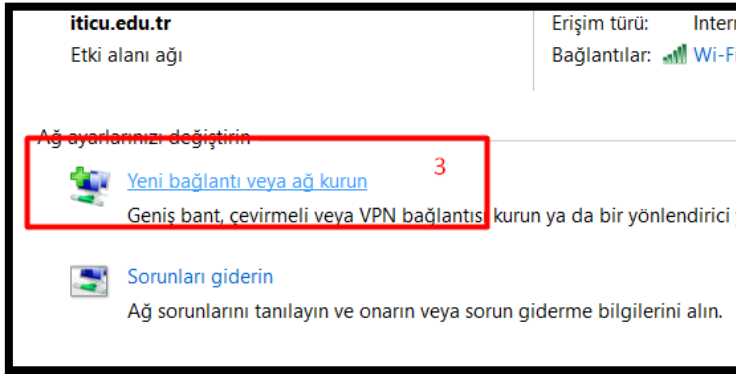 iticu.edu.tr
Etki alanı ağı
Erişim türü:
Bağlantılar:
Ağ ayarlarınızı değiştirin
3
Yeni bağlantı veya ağ kurun
Geniş bant, çevirmeli veya VPN bağlantısı kurun ya da bir yönlendirici
Sorunları giderin
Ağ sorunlarını tanılayın ve onarın veya sorun giderme bilgilerini alın.